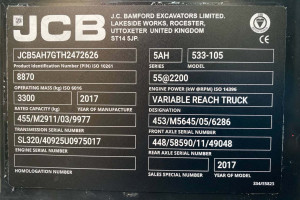 JCB
J.C. BAMFORD EXCAVATORS LIMITED.
LAKESIDE WORKS, ROCESTER,
UTTOXETER UNITED KINGDOM
ST14 5JP.
JCB5AH7GTH2472626
Product Identification Number (PIN) ISO 10261
5AH
SERIES
533-105
MODEL
8870
OPERATING MASS (kg) ISO 6016
55@2200
ENGINE POWER (kW @RPM) ISO 14396
3300
RATED CAPACITY (kg)
2017
YEAR OF MANUFACTURE
VARIABLE REACH TRUCK
DESIGNATION
455/M2911/03/9977
TRANSMISSION SERIAL NUMBER
453/M5645/05/6286
FRONT AXLE SERIAL NUMBER
SL320/40925U0975017
ENGINE SERIAL NUMBER
448/58590/11/49048
REAR AXLE SERIAL NUMBER
HOMOLOGATION NUMBER
SALES SPECIAL NUMBER
2017
YEAR OF MODEL